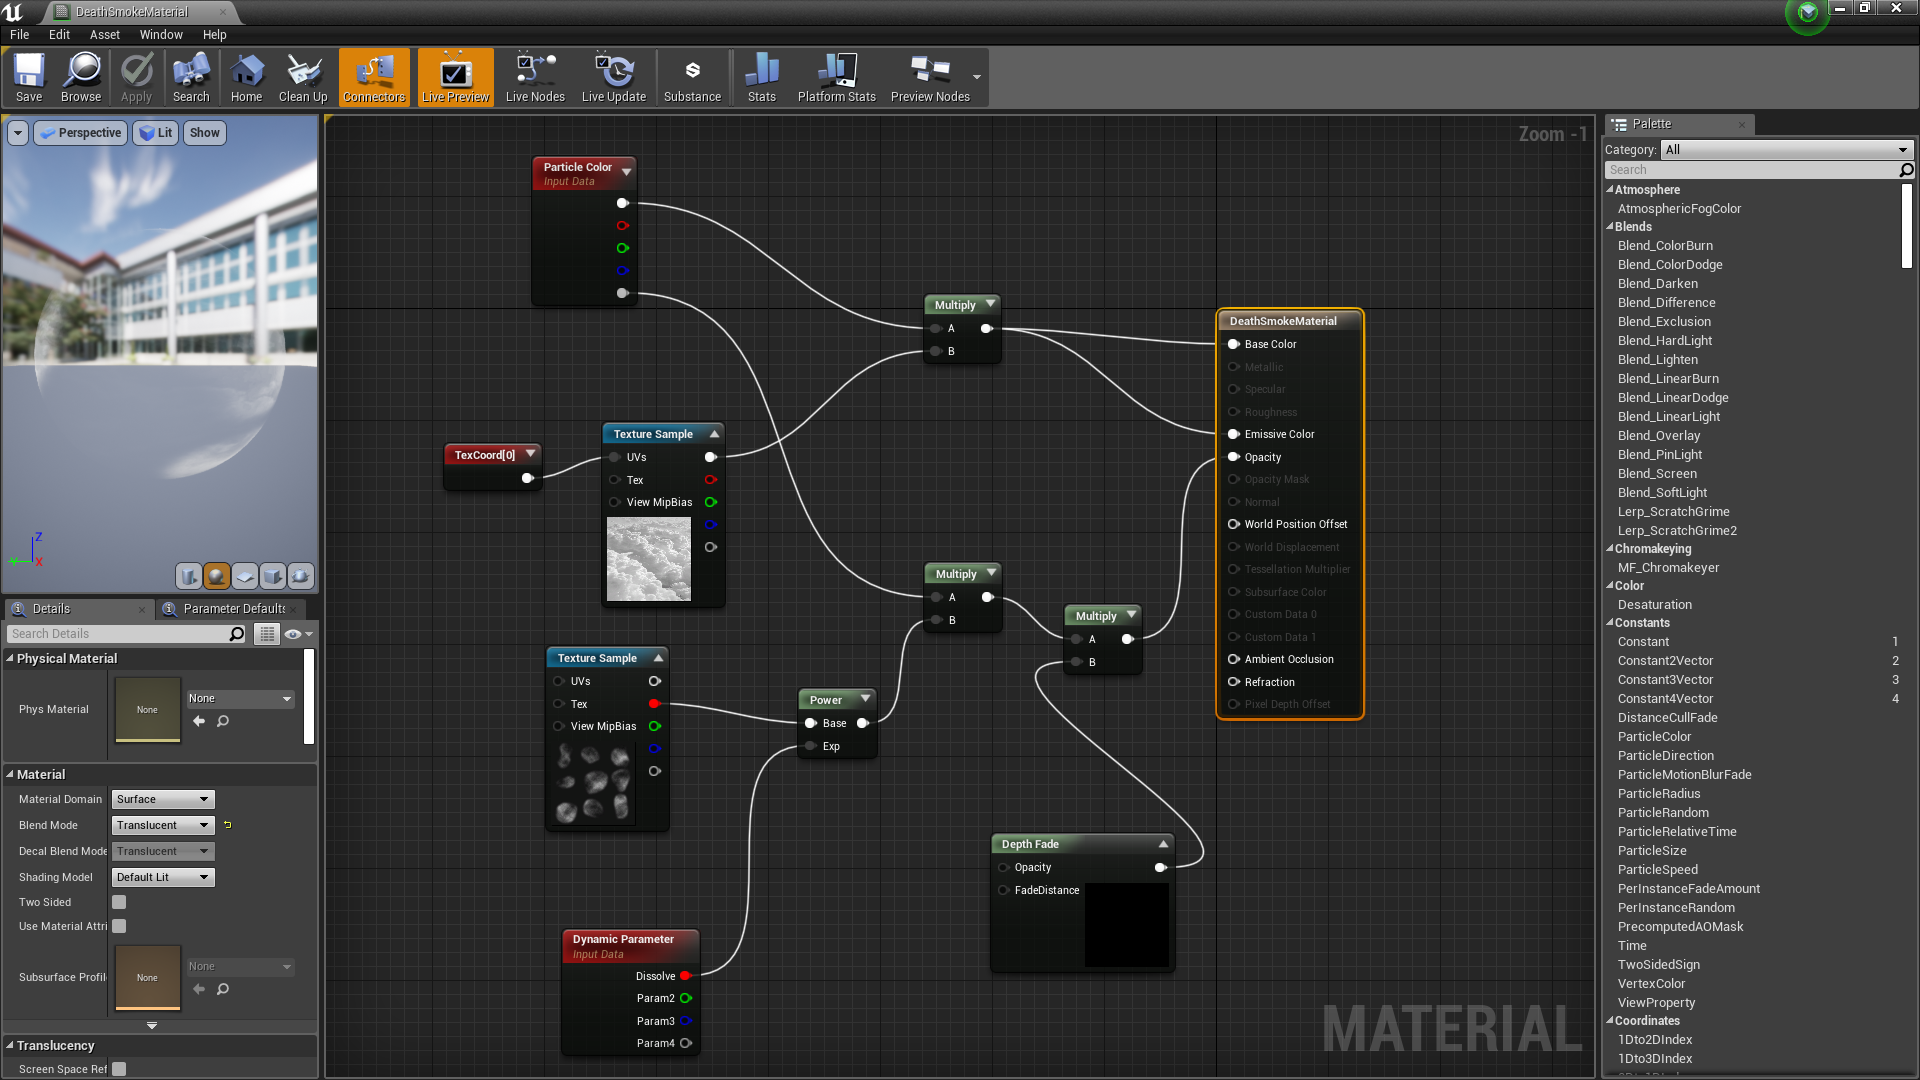 DeathSmokeMaterial
File Edit Asset Window Help
Save Browse Apply Search Home Clean Up Connectors Live Preview Live Nodes Live Update Substance Stats Platform Stats Preview Nodes
Perspective Lit Show
Z
Y
X
Details
Parameter Defaults
Search Details
Physical Material
Phys Material
None
None
Material
Material Domain Surface
Blend Mode Translucent
Decal Blend Mode Translucent
Shading Model Default Lit
Two Sided
Use Material Attri
Subsurface Profil
None
None
Translucency
Screen Space Ref
Zoom -1
Particle Color
Input Data
Multiply
A
B
TexCoord[0]
Texture Sample
UVs
Tex
View MipBias
Texture Sample
UVs
Tex
View MipBias
Power
Base
Exp
Multiply
A
B
Multiply
A
B
Dynamic Parameter
Input Data
Dissolve
Param2
Param3
Param4
Depth Fade
Opacity
FadeDistance
DeathSmokeMaterial
Base Color
Metallic
Specular
Roughness
Emissive Color
Opacity
Opacity Mask
Normal
World Position Offset
World Displacement
Tessellation Multiplier
Subsurface Color
Custom Data 0
Custom Data 1
Ambient Occlusion
Refraction
Pixel Depth Offset
MATERIAL
Palette
Category: All
Search
Atmosphere
AtmosphericFogColor
Blends
Blend_ColorBurn
Blend_ColorDodge
Blend_Darken
Blend_Difference
Blend_Exclusion
Blend_HardLight
Blend_Lighten
Blend_LinearBurn
Blend_LinearDodge
Blend_LinearLight
Blend_Overlay
Blend_PinLight
Blend_Screen
Blend_SoftLight
Lerp_ScratchGrime
Lerp_ScratchGrime2
Chromakeying
MF_Chromakeyer
Color
Desaturation
Constants
Constant 1
Constant2Vector 2
Constant3Vector 3
Constant4Vector 4
DistanceCullFade
ParticleColor
ParticleDirection
ParticleMotionBlurFade
ParticleRadius
ParticleRandom
ParticleRelativeTime
ParticleSize
ParticleSpeed
PerInstanceFadeAmount
PerInstanceRandom
PrecomputedAOMask
Time
TwoSidedSign
VertexColor
ViewProperty
Coordinates
1Dto2DIndex
1Dto3DIndex